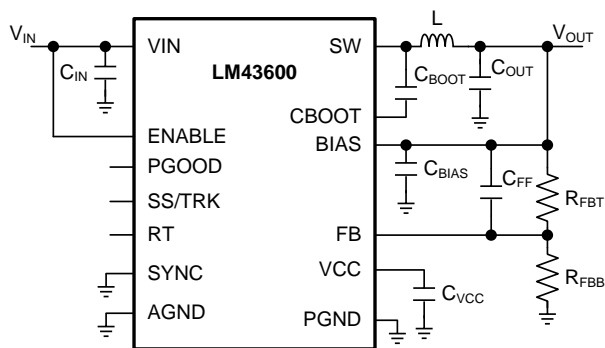 VIN
CIN
VIN
LM43600
SW
L
VOUT
CBOOT
COUT
CBOOT
ENABLE
BIAS
PGOOD
CBIAS
CFF
RFBT
SS/TRK
RT
FB
SYNC
VCC
RFBB
CVCC
AGND
PGND